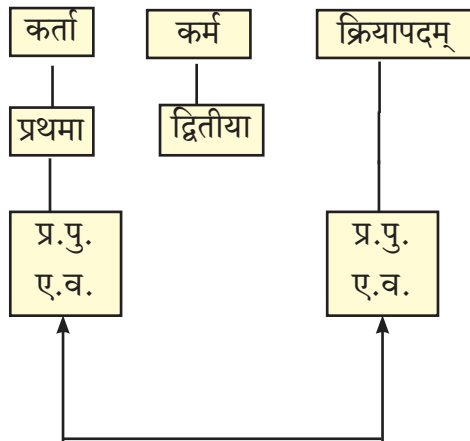 कर्ता
कर्म
क्रियापदम्
प्रथमा
द्वितीया
प्र.पु.
ए.व.
प्र.पु.
ए.व.